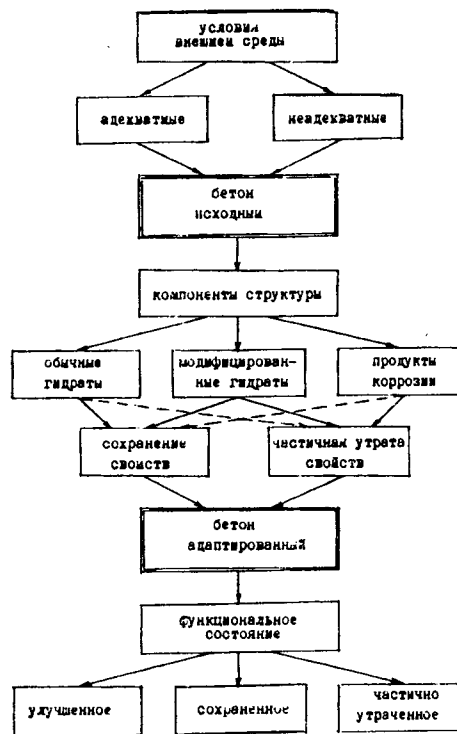 условия
внешней среды
адекватные
неадекватные
бетон
исходный
компоненты структуры
обычные
гидраты
модифицирован-
ные гидраты
продукты
коррозии
сохранение
свойств
частичная утрата
свойств
бетон
адаптированный
функциональное
состояние
улучшенное
сохраненное
частично
утраченное